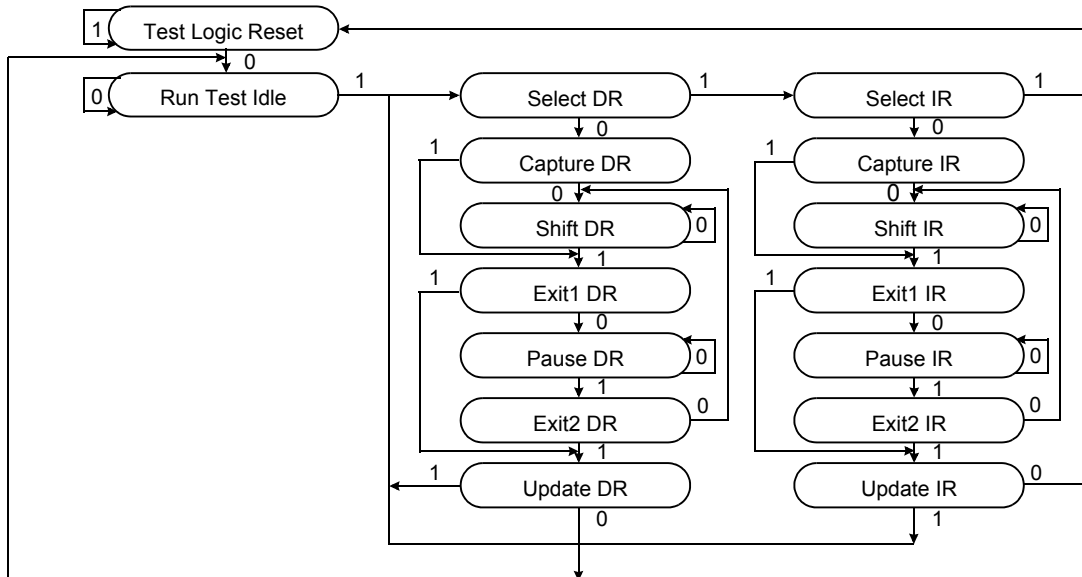 1 Test Logic Reset
0
0 Run Test Idle 1 Select DR 1 Select IR 1
0 0
1 Capture DR 1 Capture IR
0 0
Shift DR 0 Shift IR 0
1 1
1 Exit1 DR 1 Exit1 IR
0 0
Pause DR 0 Pause IR 0
1 1
Exit2 DR 0 Exit2 IR 0
1 1
1 Update DR Update IR 0
0 1